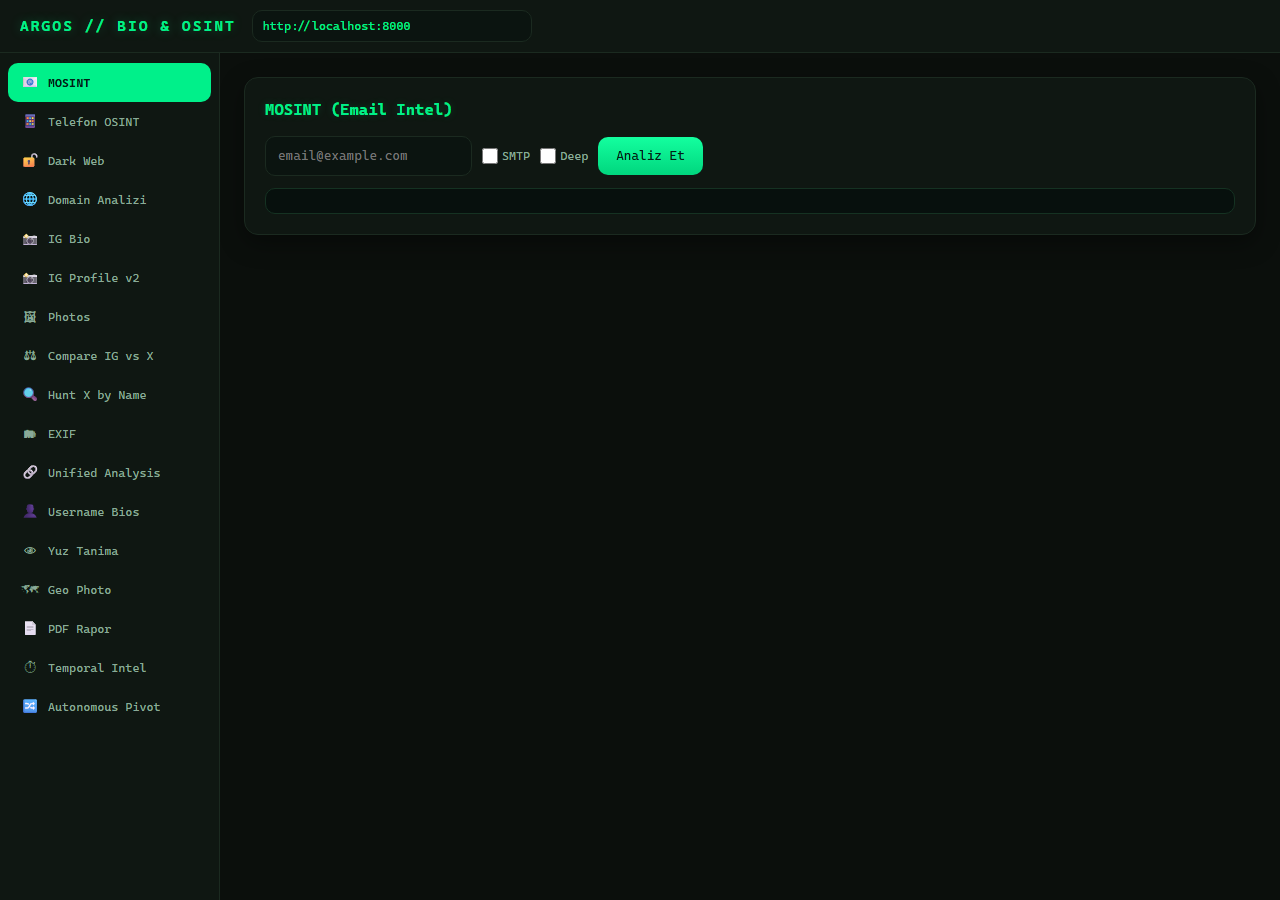 ARGOS // BIO & OSINT
http://localhost:8000
MOSINT
Telefon OSINT
Dark Web
Domain Analizi
IG Bio
IG Profile v2
Photos
Compare IG vs X
Hunt X by Name
EXIF
Unified Analysis
Username Bios
Yuz Tanima
Geo Photo
PDF Rapor
Temporal Intel
Autonomous Pivot
MOSINT (Email Intel)
email@example.com
SMTP
Deep
Analiz Et